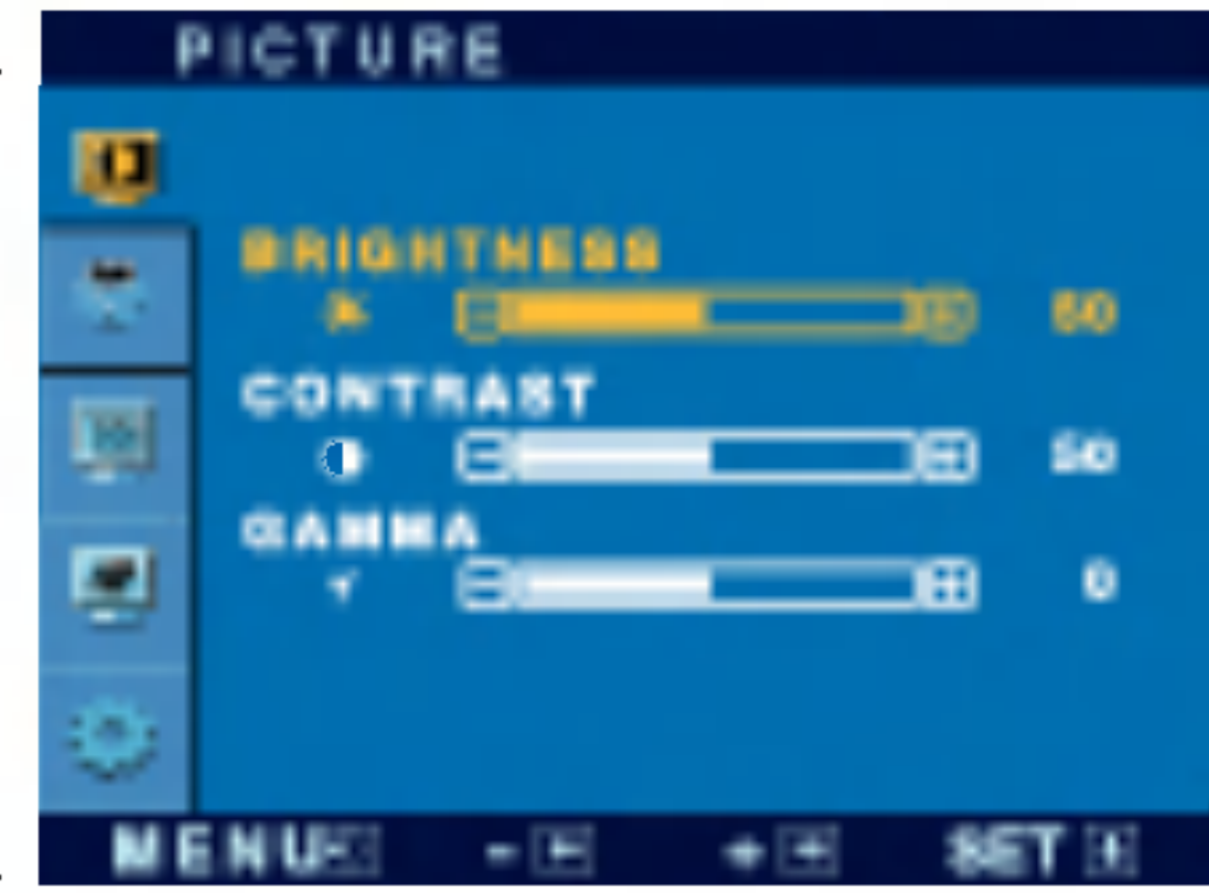 PICTURE
BRIGHTNESS
50
CONTRAST
50
GAMMA
0
MENU - + SET